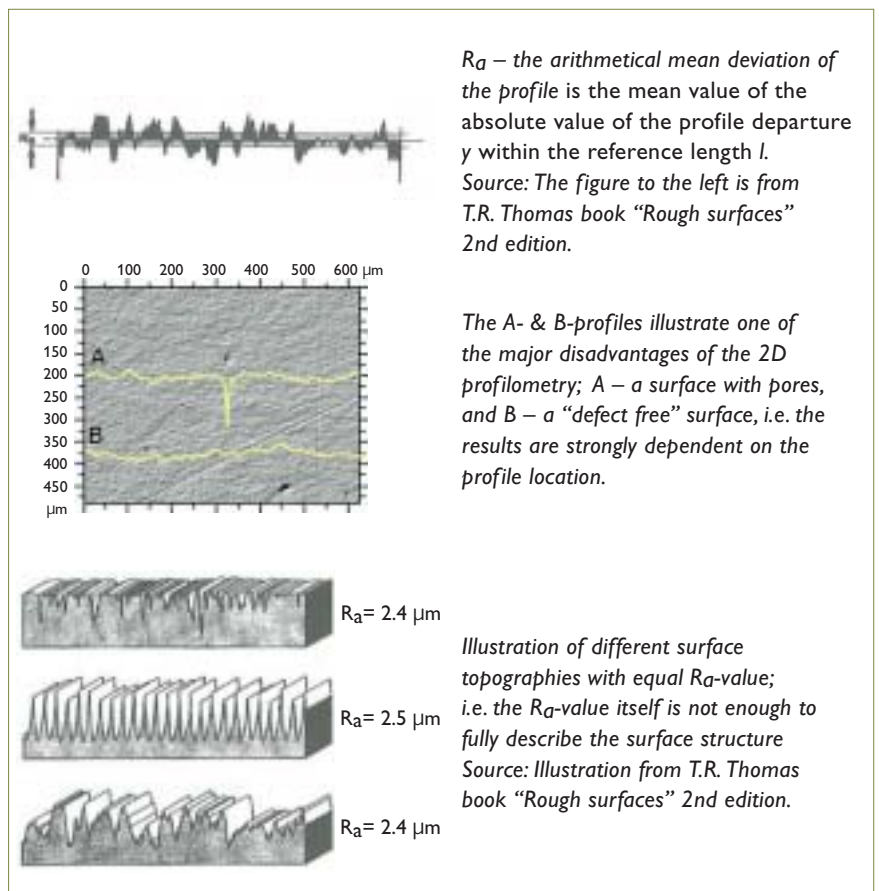 Ra – the arithmetical mean deviation of
the profile is the mean value of the
absolute value of the profile departure
y within the reference length l.
Source: The figure to the left is from
T.R. Thomas book “Rough surfaces”
2nd edition.
0 100 200 300 400 500 600 µm
0
50
100
150
200
250
300
350
400
450
µm
A
B
The A- & B-profiles illustrate one of
the major disadvantages of the 2D
profilometry; A – a surface with pores,
and B – a “defect free” surface, i.e. the
results are strongly dependent on the
profile location.
Ra= 2.4 µm
Ra= 2.5 µm
Ra= 2.4 µm
Illustration of different surface
topographies with equal Ra-value;
i.e. the Ra-value itself is not enough to
fully describe the surface structure
Source: Illustration from T.R. Thomas
book “Rough surfaces” 2nd edition.